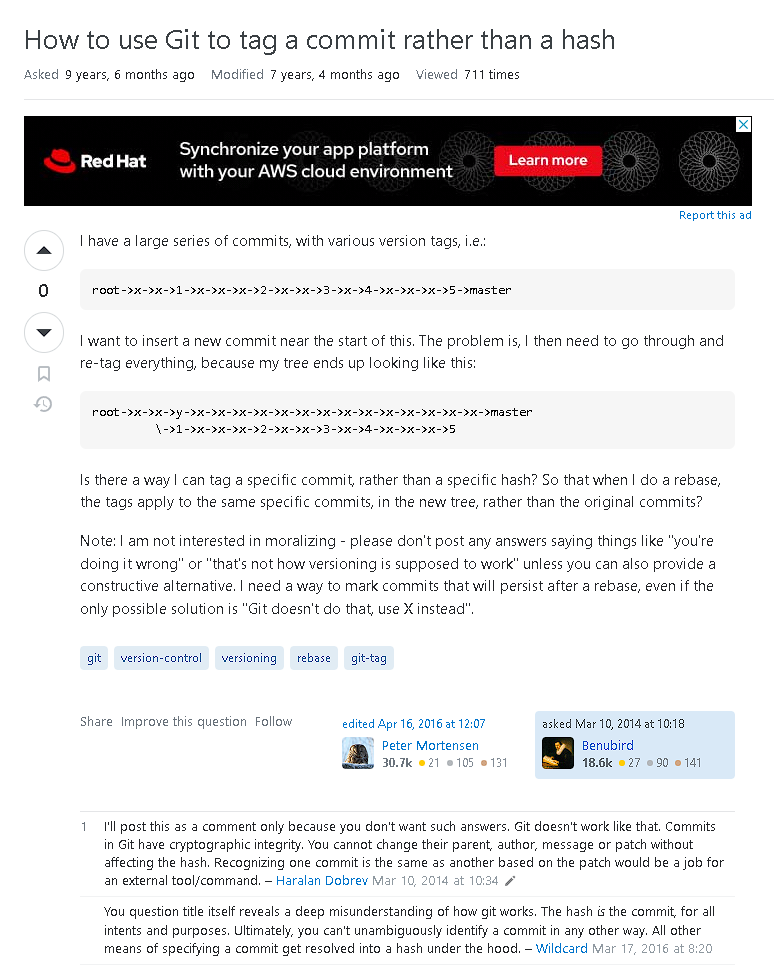 How to use Git to tag a commit rather than a hash
Asked 9 years, 6 months ago Modified 7 years, 4 months ago Viewed 711 times
Red Hat
Synchronize your app platform
with your AWS cloud environment
Learn more
Report this ad
I have a large series of commits, with various version tags, i.e.:
0
root->x->x->1->x->x->x->2->x->x->3->x->4->x->x->x->5->master
I want to insert a new commit near the start of this. The problem is, I then need to go through and
re-tag everything, because my tree ends up looking like this:
root->x->x->y->x->x->x->x->x->x->x->x->x->x->x->x->x->master
\->1->x->x->x->2->x->x->3->x->4->x->x->x->5
Is there a way I can tag a specific commit, rather than a specific hash? So that when I do a rebase,
the tags apply to the same specific commits, in the new tree, rather than the original commits?
Note: I am not interested in moralizing - please don't post any answers saying things like "you're
doing it wrong" or "that's not how versioning is supposed to work" unless you can also provide a
constructive alternative. I need a way to mark commits that will persist after a rebase, even if the
only possible solution is "Git doesn't do that, use X instead".
git version-control versioning rebase git-tag
Share Improve this question Follow
edited Apr 16, 2016 at 12:07
Peter Mortensen
30.7k 21 105 131
asked Mar 10, 2014 at 10:18
Benubird
18.6k 27 90 141
1 I'll post this as a comment only because you don't want such answers. Git doesn't work like that. Commits
in Git have cryptographic integrity. You cannot change their parent, author, message or patch without
affecting the hash. Recognizing one commit is the same as another based on the patch would be a job for
an external tool/command. – Haralan Dobrev Mar 10, 2014 at 10:34
You question title itself reveals a deep misunderstanding of how git works. The hash is the commit, for all
intents and purposes. Ultimately, you can't unambiguously identify a commit in any other way. All other
means of specifying a commit get resolved into a hash under the hood. – Wildcard Mar 17, 2016 at 8:20